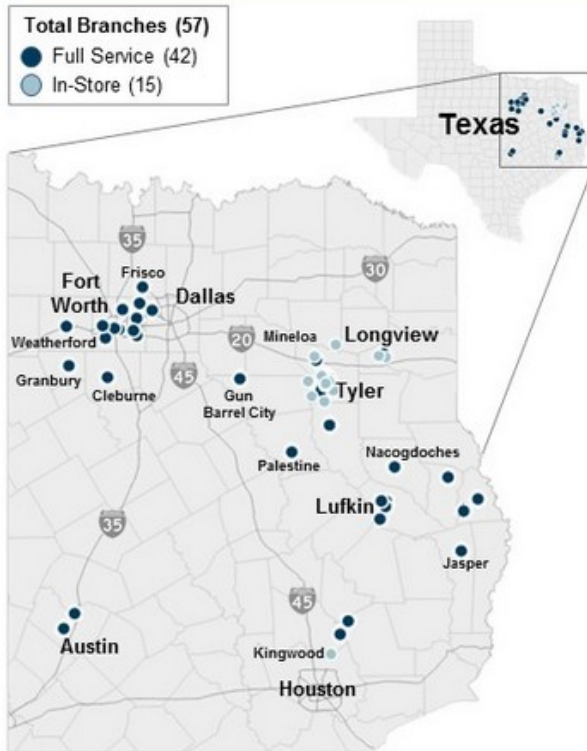 Total Branches (57)
Full Service (42)
In-Store (15)
Texas
35
Frisco
30
Fort
Worth
Dallas
20
Mineloa
Longview
Weatherford
Granbury
Cleburne
45
Gun
Barrel City
Tyler
Palestine
Nacogdoches
Lufkin
35
Jasper
45
Austin
Kingwood
Houston